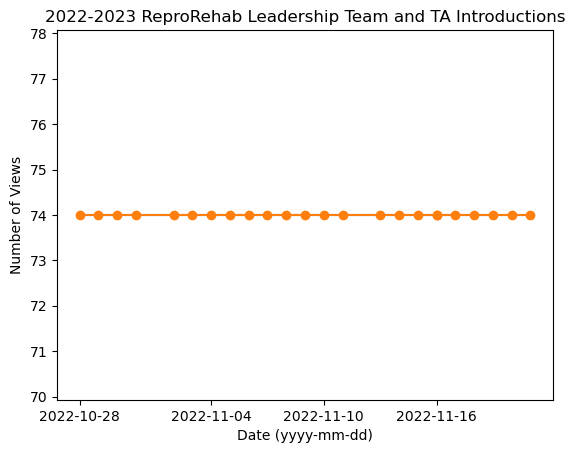 2022-2023 ReproRehab Leadership Team and TA Introductions
78
77
76
75
74
73
72
71
70
Number of Views
2022-10-28 2022-11-04 2022-11-10 2022-11-16
Date (yyyy-mm-dd)